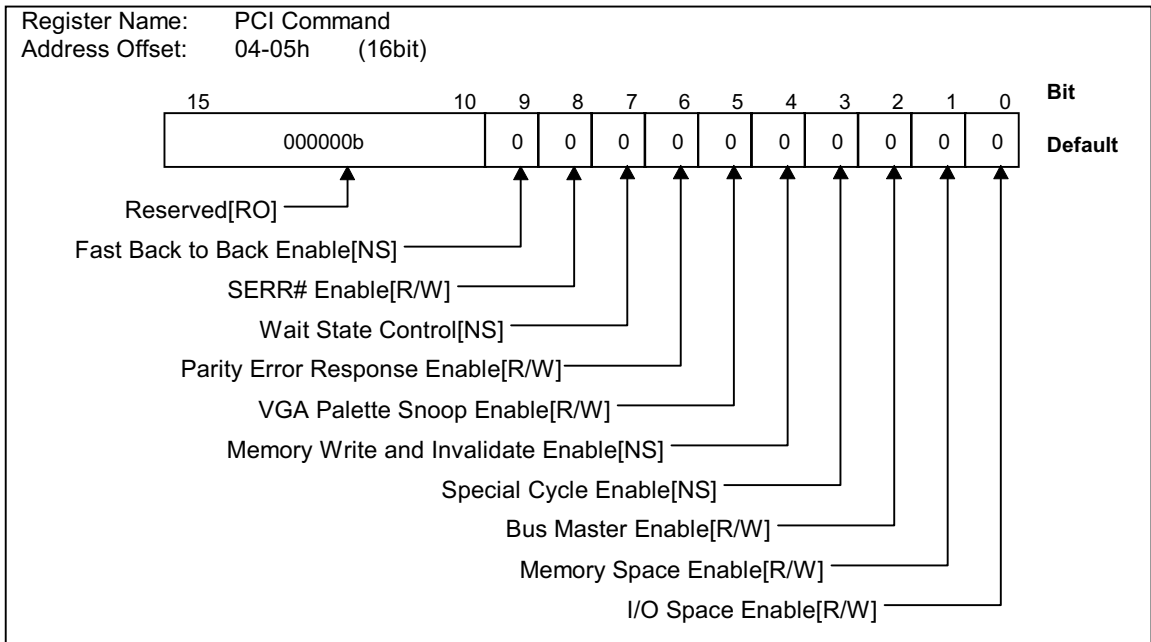 Register Name: PCI Command
Address Offset: 04-05h (16bit)
Bit
15 10 9 8 7 6 5 4 3 2 1 0
000000b 0 0 0 0 0 0 0 0 0 0 Default
Reserved[RO]
Fast Back to Back Enable[NS]
SERR# Enable[R/W]
Wait State Control[NS]
Parity Error Response Enable[R/W]
VGA Palette Snoop Enable[R/W]
Memory Write and Invalidate Enable[NS]
Special Cycle Enable[NS]
Bus Master Enable[R/W]
Memory Space Enable[R/W]
I/O Space Enable[R/W]